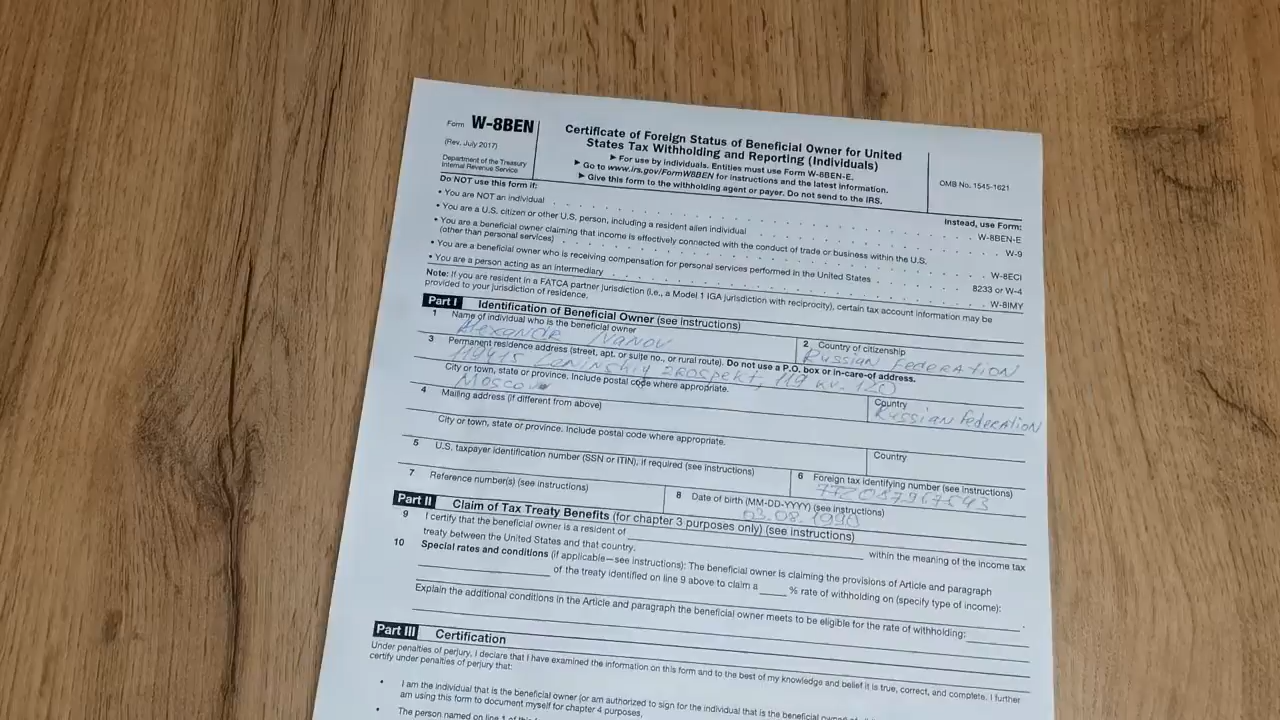 Form W-8BEN
(Rev. July 2017)
Department of the Treasury
Internal Revenue Service
Certificate of Foreign Status of Beneficial Owner for United
States Tax Withholding and Reporting (Individuals)
▶ For use by individuals. Entities must use Form W-8BEN-E.
▶ Go to www.irs.gov/FormW8BEN for instructions and the latest information.
▶ Give this form to the withholding agent or payer. Do not send to the IRS.
OMB No. 1545-1621
Do NOT use this form if:
Instead, use Form:
• You are NOT an individual . . . W-8BEN-E
• You are a U.S. citizen or other U.S. person, including a resident alien individual . . . W-9
• You are a beneficial owner claiming that income is effectively connected with the conduct of trade or business within the U.S.
(other than personal services) . . . W-8ECI
• You are a beneficial owner who is receiving compensation for personal services performed in the United States . . . 8233 or W-4
• You are a person acting as an intermediary . . . W-8IMY
Note: If you are resident in a FATCA partner jurisdiction (i.e., a Model 1 IGA jurisdiction with reciprocity), certain tax account information may be
provided to your jurisdiction of residence.
Part I Identification of Beneficial Owner (see instructions)
1 Name of individual who is the beneficial owner
Alexandr Ivanov
2 Country of citizenship
Russian Federation
3 Permanent residence address (street, apt. or suite no., or rural route). Do not use a P.O. box or in-care-of address.
119415 Leninskiy prospekt, 119 kv. 120
City or town, state or province. Include postal code where appropriate.
Moscow
Country
Russian Federation
4 Mailing address (if different from above)
City or town, state or province. Include postal code where appropriate.
Country
5 U.S. taxpayer identification number (SSN or ITIN), if required (see instructions)
6 Foreign tax identifying number (see instructions)
7 Reference number(s) (see instructions)
8 Date of birth (MM-DD-YYYY) (see instructions)
03.08.1990
Part II Claim of Tax Treaty Benefits (for chapter 3 purposes only) (see instructions)
9 I certify that the beneficial owner is a resident of within the meaning of the income tax
treaty between the United States and that country.
10 Special rates and conditions (if applicable—see instructions): The beneficial owner is claiming the provisions of Article and paragraph
of the treaty identified on line 9 above to claim a % rate of withholding on (specify type of income):
Explain the additional conditions in the Article and paragraph the beneficial owner meets to be eligible for the rate of withholding:
Part III Certification
Under penalties of perjury, I declare that I have examined the information on this form and to the best of my knowledge and belief it is true, correct, and complete. I further
certify under penalties of perjury that:
• I am the individual that is the beneficial owner (or am authorized to sign for the individual that is the beneficial
am using this form to document myself for chapter 4 purposes,
• The person named on line 1 of this